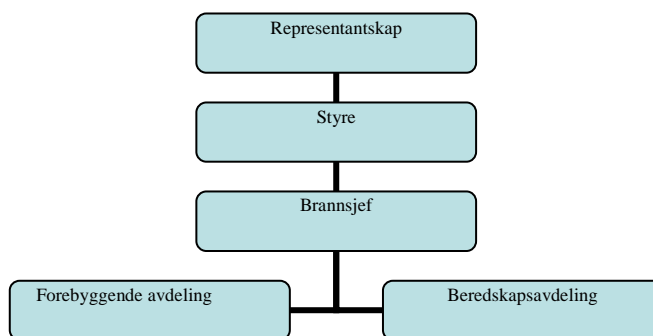 Representantskap
Styre
Brannsjef
Forebyggende avdeling
Beredskapsavdeling